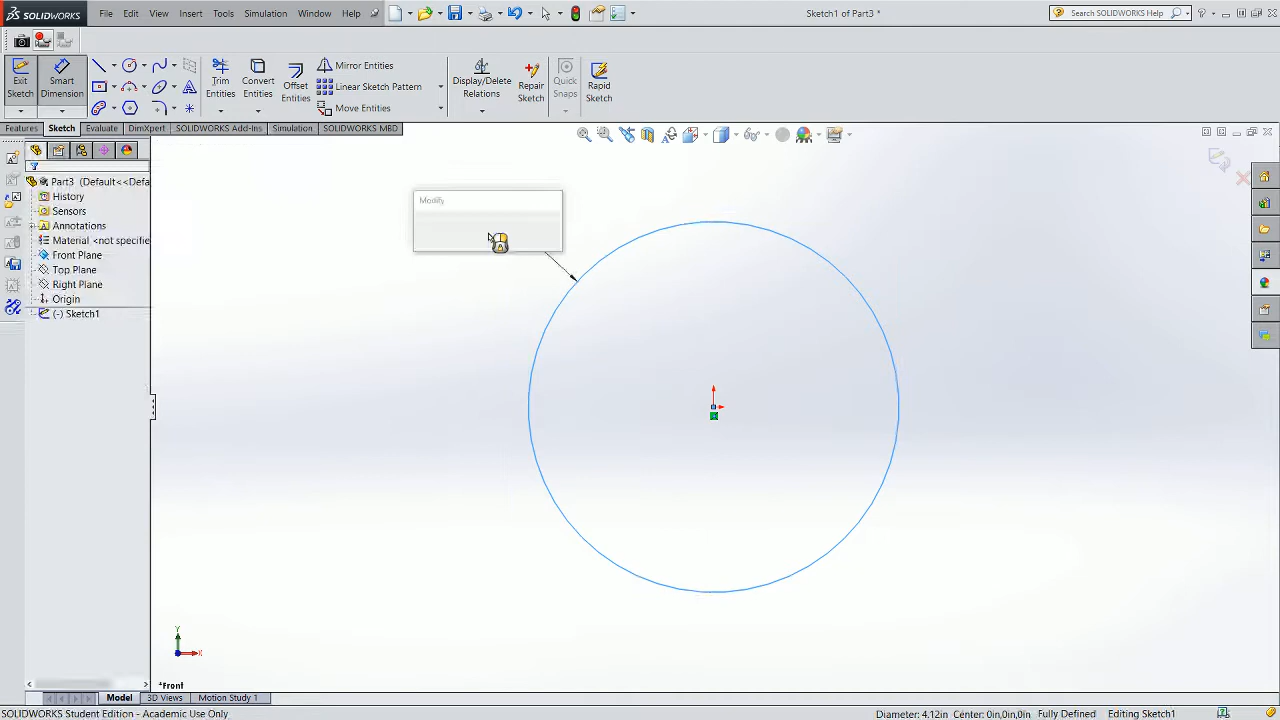 SOLIDWORKS File Edit View Insert Tools Simulation Window Help Sketch1 of Part3 * Search SOLIDWORKS Help
Exit Sketch
Smart Dimension
Trim Entities
Convert Entities
Offset Entities
Mirror Entities
Linear Sketch Pattern
Move Entities
Display/Delete Relations
Repair Sketch
Quick Snaps
Rapid Sketch
Features Sketch Evaluate DimXpert SOLIDWORKS Add-Ins Simulation SOLIDWORKS MBD
Part3 (Default<<Defa
History
Sensors
Annotations
Material <not specifie
Front Plane
Top Plane
Right Plane
Origin
(-) Sketch1
Modify
Y
X
*Front
Model 3D Views Motion Study 1
SOLIDWORKS Student Edition - Academic Use Only Diameter: 4.12in Center: 0in,0in,0in Fully Defined Editing Sketch1